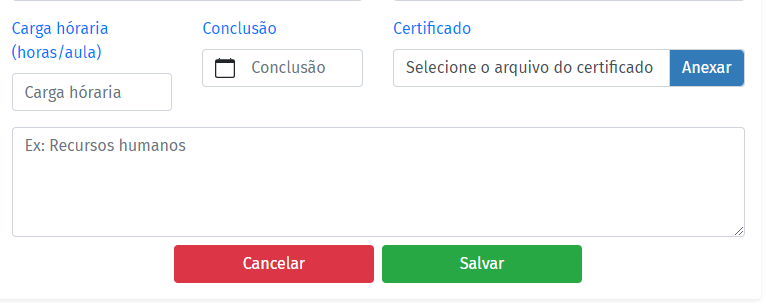 Carga hóraria
(horas/aula)
Conclusão
Certificado
Carga hóraria
Conclusão
Selecione o arquivo do certificado
Anexar
Ex: Recursos humanos
Cancelar
Salvar